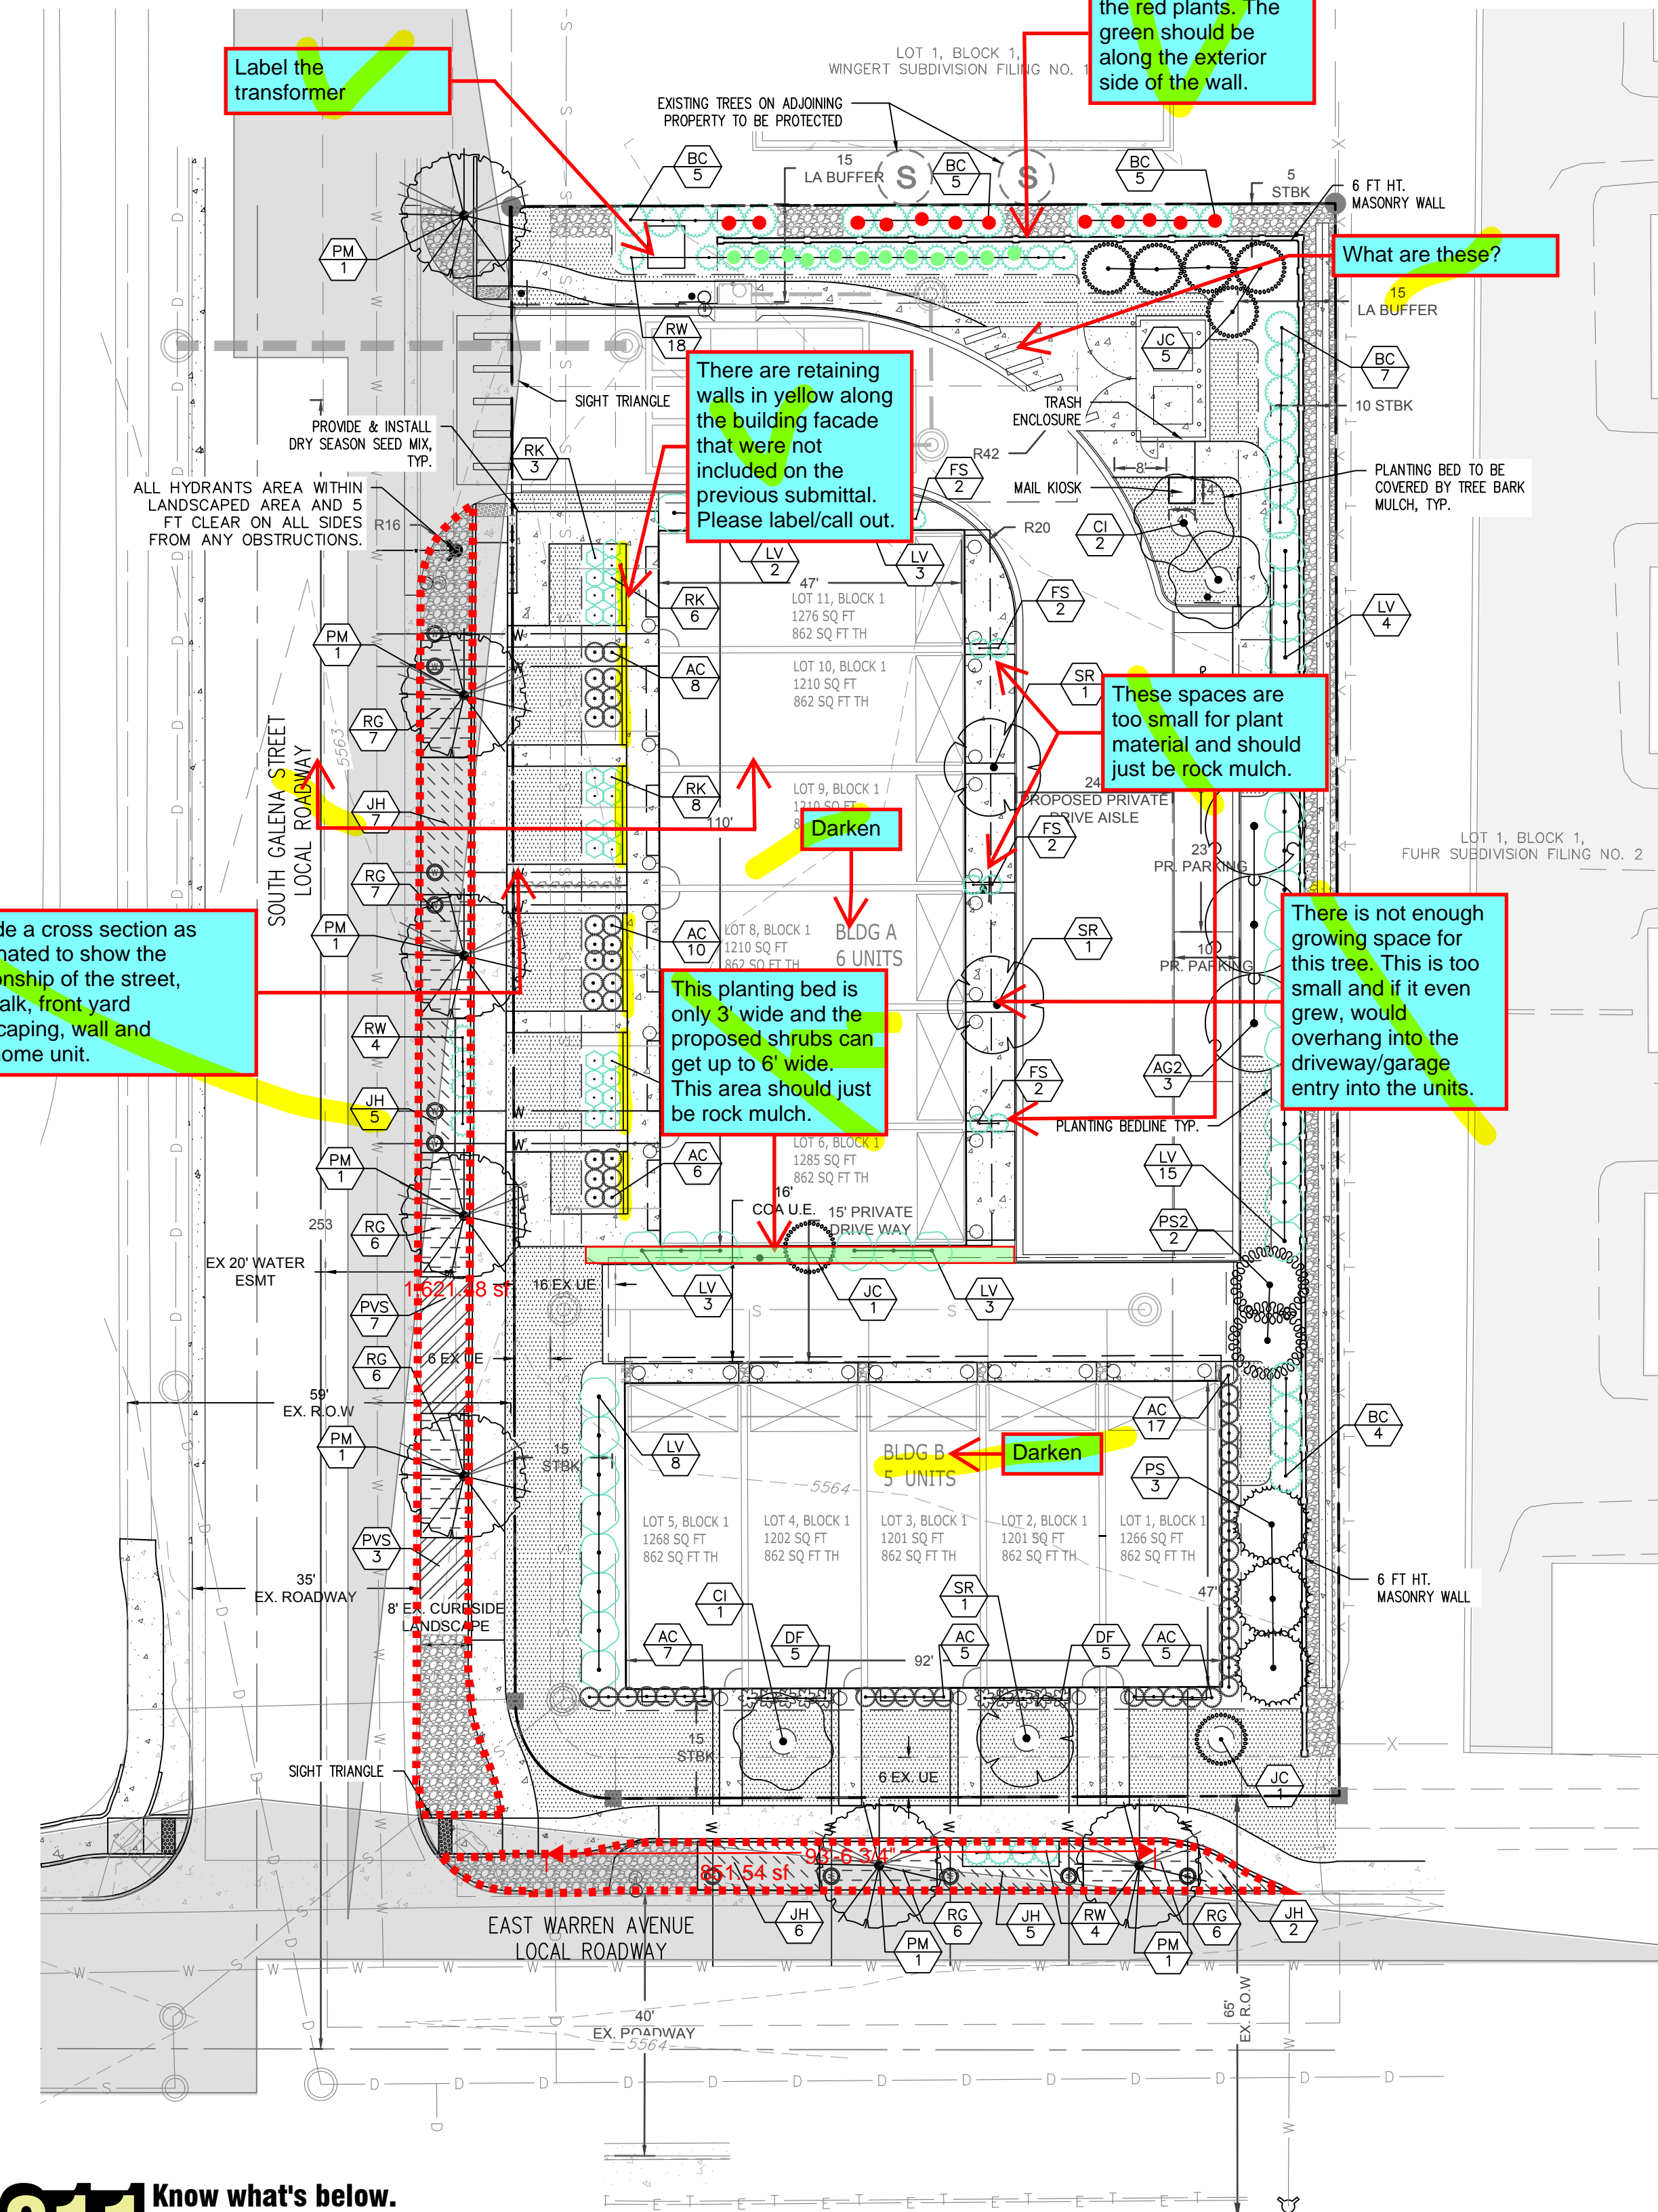 the red plants. The
green should be
along the exterior
side of the wall.
Label the
transformer
LOT 1, BLOCK 1,
WINGERT SUBDIVISION FILING NO. 1
EXISTING TREES ON ADJOINING
PROPERTY TO BE PROTECTED
BC
5
15
LA BUFFER
S
BC
5
S
BC
5
5
STBK
6 FT HT.
MASONRY WALL
PM
1
What are these?
15
LA BUFFER
RW
18
JC
5
BC
7
There are retaining
walls in yellow along
the building facade
that were not
included on the
previous submittal.
Please label/call out.
SIGHT TRIANGLE
TRASH
ENCLOSURE
10 STBK
PROVIDE & INSTALL
DRY SEASON SEED MIX,
TYP.
RK
3
R42
FS
2
8'
MAIL KIOSK
4'
PLANTING BED TO BE
COVERED BY TREE BARK
MULCH, TYP.
ALL HYDRANTS AREA WITHIN
LANDSCAPED AREA AND 5
FT CLEAR ON ALL SIDES
FROM ANY OBSTRUCTIONS.
R16
R20
CI
2
LV
2
LV
3
47'
LOT 11, BLOCK 1
1276 SQ FT
862 SQ FT TH
RK
6
FS
2
LV
4
PM
1
AC
8
LOT 10, BLOCK 1
1210 SQ FT
862 SQ FT TH
SR
1
These spaces are
too small for plant
material and should
just be rock mulch.
RG
7
SOUTH GALENA STREET
LOCAL ROADWAY
5563
RK
8
LOT 9, BLOCK 1
1210 SQ FT
110'
Darken
24
PROPOSED PRIVATE
DRIVE AISLE
JH
7
FS
2
23'
PR. PARKING
LOT 1, BLOCK 1,
FUHR SUBDIVISION FILING NO. 2
RG
7
PM
1
AC
10
LOT 8, BLOCK 1
1210 SQ FT
862 SQ FT TH
BLDG A
6 UNITS
SR
1
10'
PR. PARKING
There is not enough
growing space for
this tree. This is too
small and if it even
grew, would
overhang into the
driveway/garage
entry into the units.
de a cross section as
nated to show the
onship of the street,
alk, front yard
caping, wall and
ome unit.
This planting bed is
only 3' wide and the
proposed shrubs can
get up to 6' wide.
This area should just
be rock mulch.
RW
4
JH
5
FS
2
AG2
3
PLANTING BEDLINE TYP.
PM
1
AC
6
LOT 6, BLOCK 1
1285 SQ FT
862 SQ FT TH
LV
15
16'
COA U.E.
15' PRIVATE
DRIVE WAY
PS2
2
253
RG
6
EX 20' WATER
ESMT
16 EX UE
LV
3
JC
1
LV
3
PVS
7
6 EX UE
RG
6
59'
EX. R.O.W
PM
1
15
STBK
LV
8
BLDG B
5 UNITS
Darken
AC
17
BC
4
PS
3
5564
LOT 5, BLOCK 1
1268 SQ FT
862 SQ FT TH
LOT 4, BLOCK 1
1202 SQ FT
862 SQ FT TH
LOT 3, BLOCK 1
1201 SQ FT
862 SQ FT TH
LOT 2, BLOCK 1
1201 SQ FT
862 SQ FT TH
LOT 1, BLOCK 1
1266 SQ FT
862 SQ FT TH
PVS
3
35'
EX. ROADWAY
8' EX. CURBSIDE
LANDSCAPE
CI
1
SR
1
47'
6 FT HT.
MASONRY WALL
AC
7
DF
5
AC
5
DF
5
AC
5
92'
15
STBK
6 EX. UE
SIGHT TRIANGLE
JC
1
93'-6 3/4"
851.54 sf
EAST WARREN AVENUE
LOCAL ROADWAY
JH
6
PM
1
RG
6
JH
5
RW
4
PM
1
RG
6
JH
2
40'
EX. ROADWAY
5564
65'
EX. R.O.W
811
Know what's below.